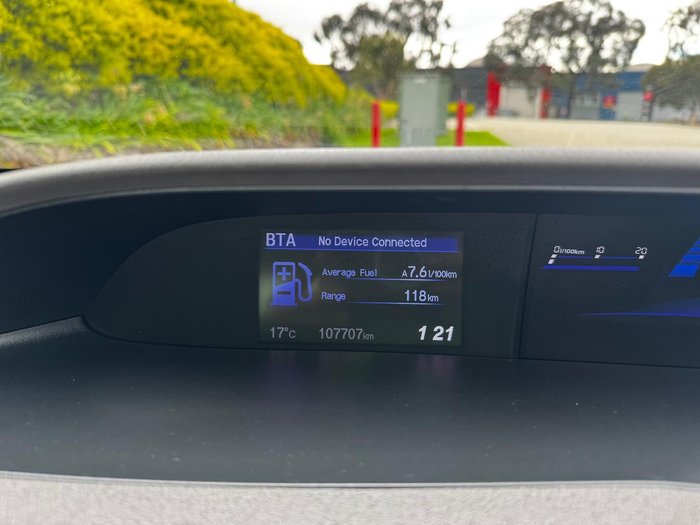 BTA No Device Connected
Average Fuel A7.6l/100km
Range 118km
17°C 107707km 1 21
0l/100km 10 20